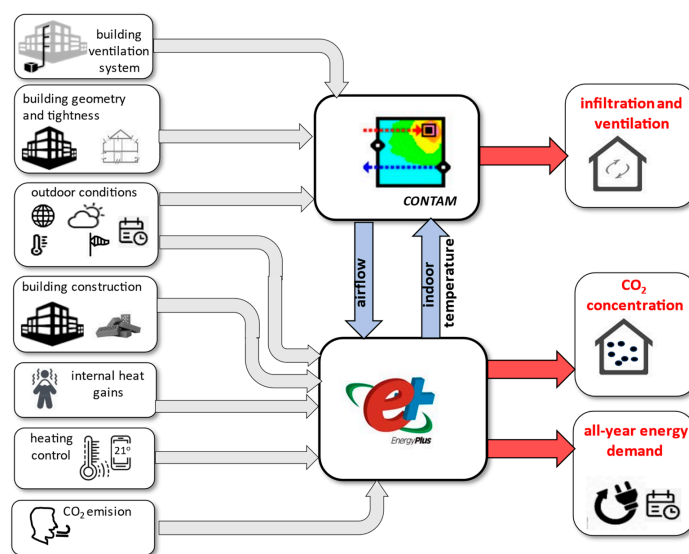 building
ventilation
system
building geometry
and tightness
outdoor conditions
building construction
internal heat
gains
heating
control
21°
CO2 emision
CONTAM
airflow
indoor
temperature
EnergyPlus
infiltration and
ventilation
CO2
concentration
all-year energy
demand